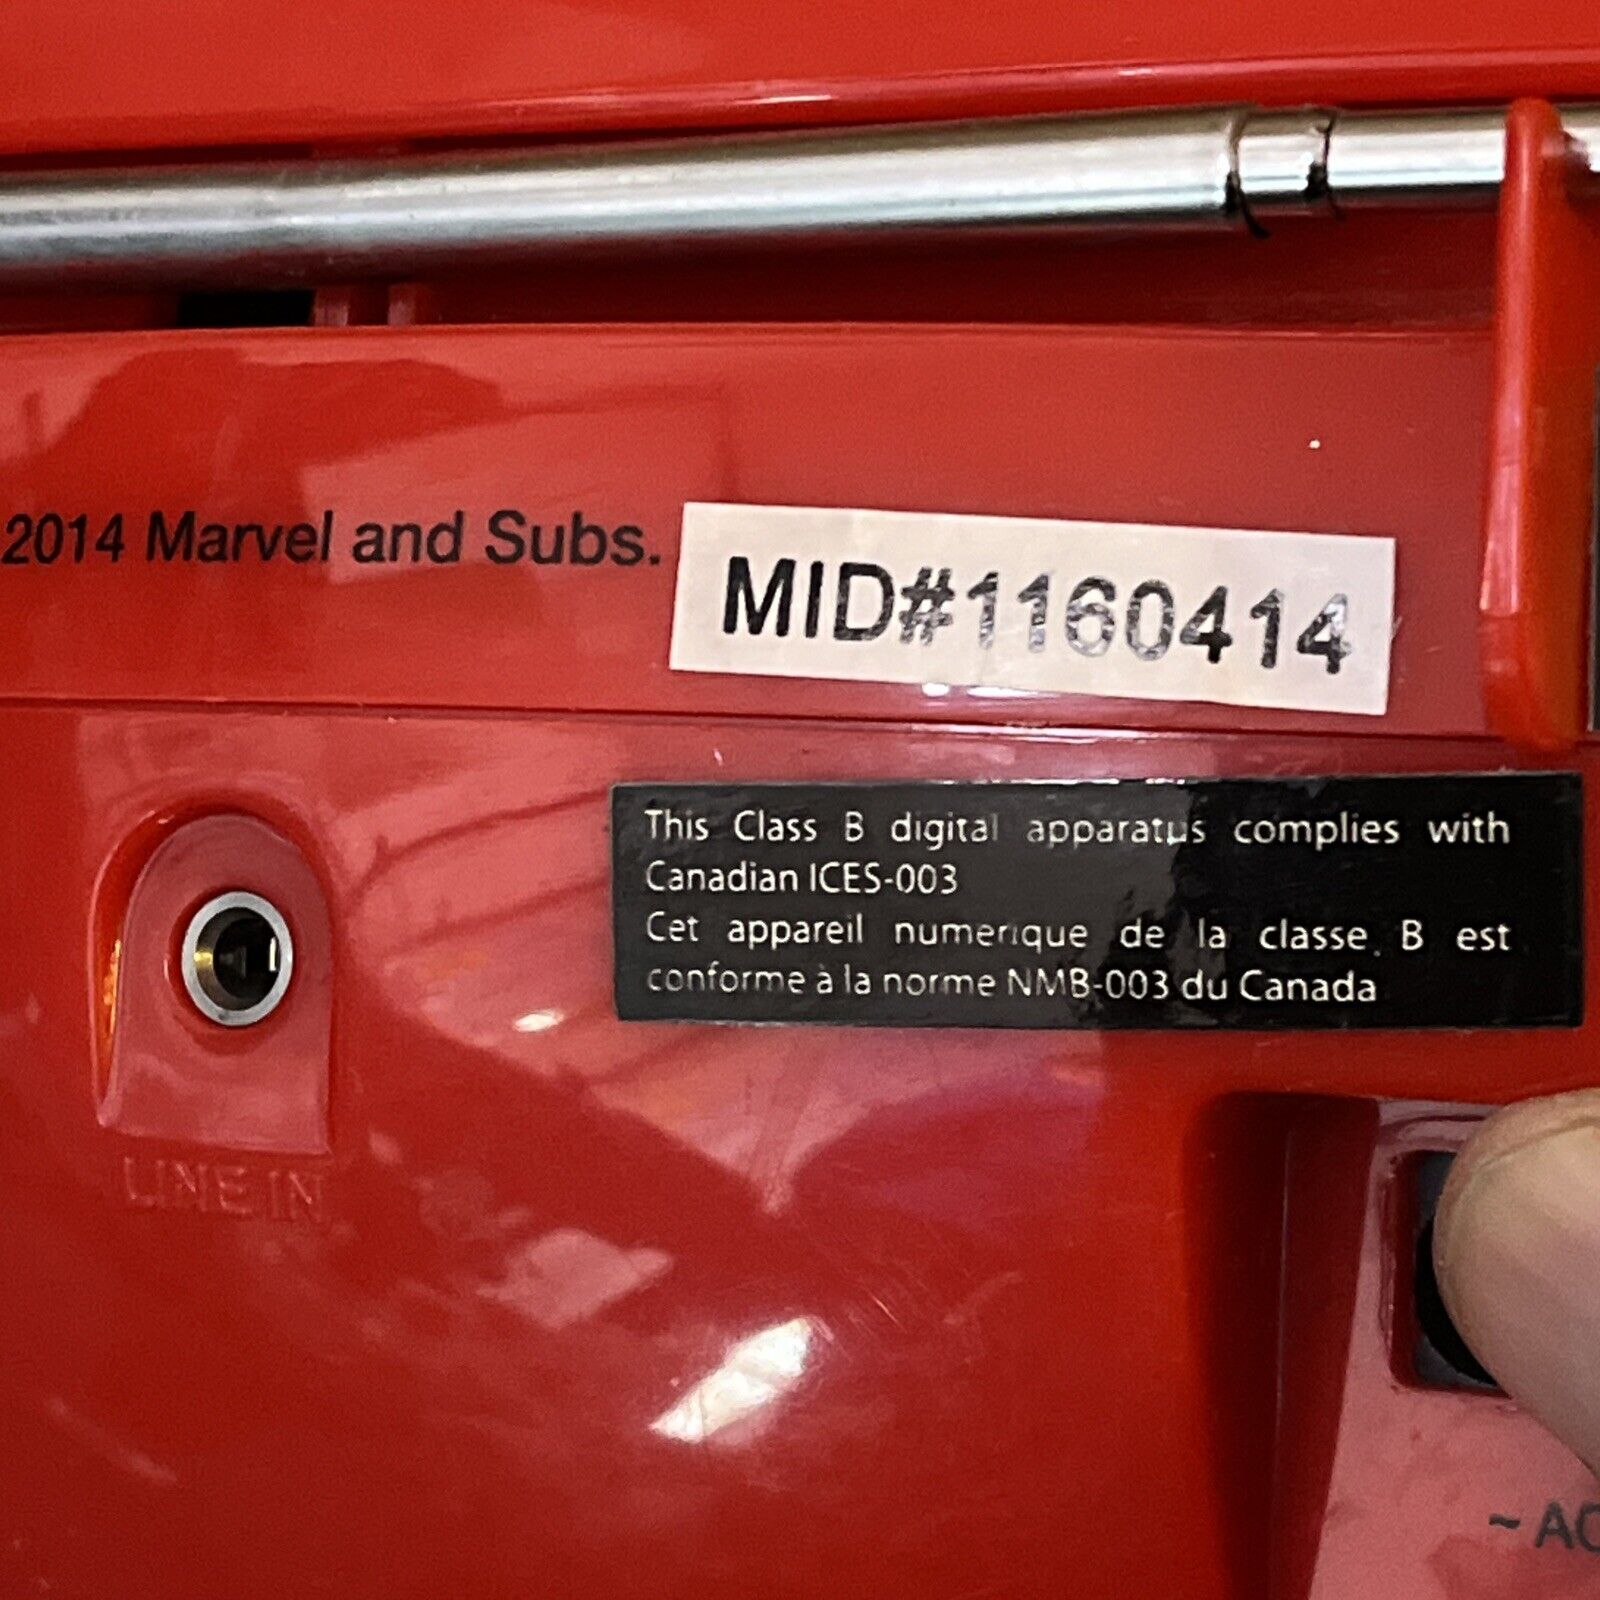 2014 Marvel and Subs.
MID#1160414
This Class B digital apparatus complies with
Canadian ICES-003
Cet appareil numerique de la classe B est
conforme à la norme NMB-003 du Canada
LINE IN
~ AC